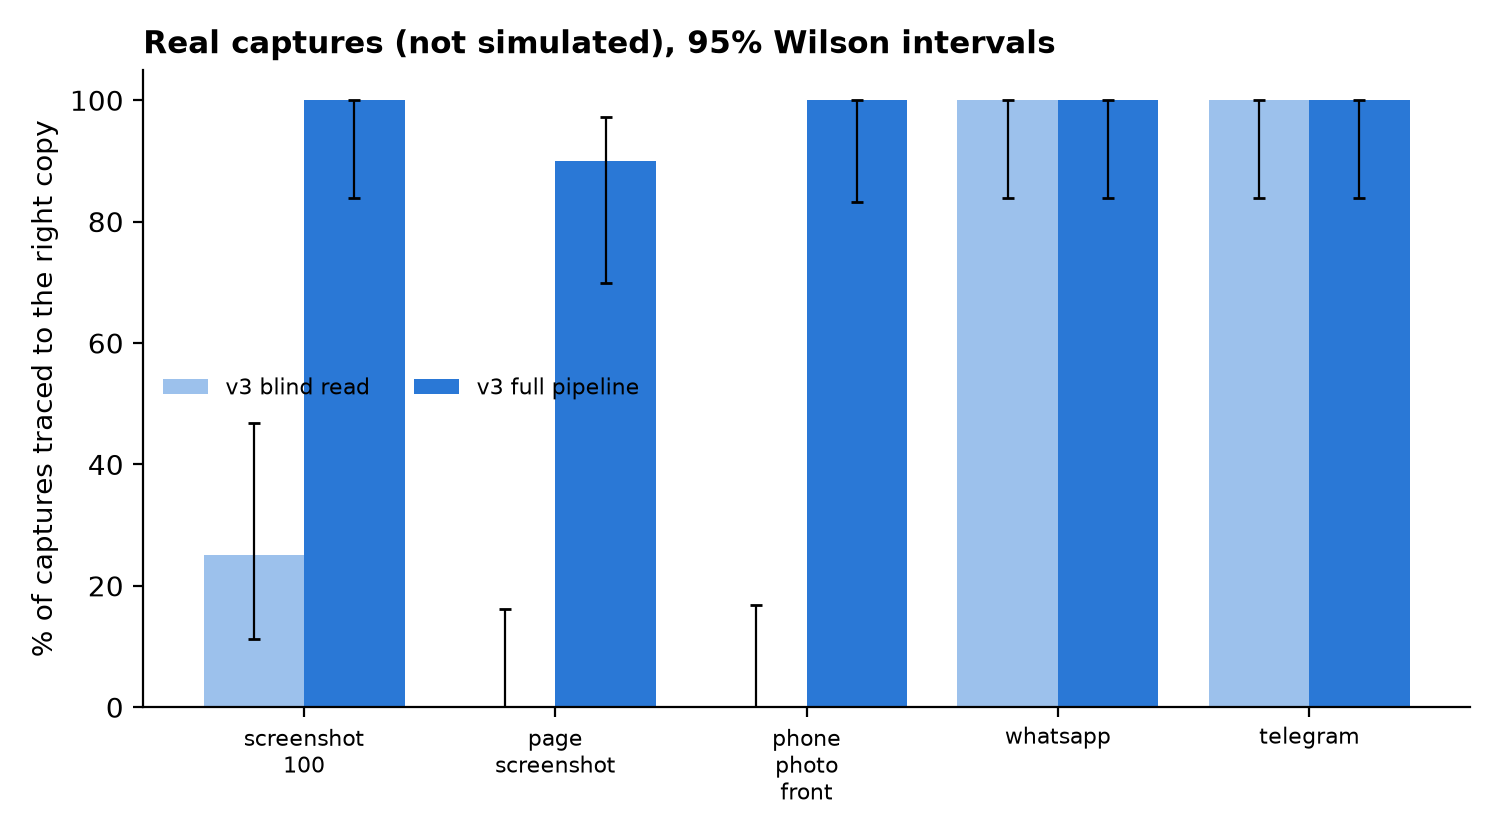 Real captures (not simulated), 95% Wilson intervals
% of captures traced to the right copy
100
80
60
40
20
0
v3 blind read
v3 full pipeline
screenshot
100
page
screenshot
phone
photo
front
whatsapp
telegram